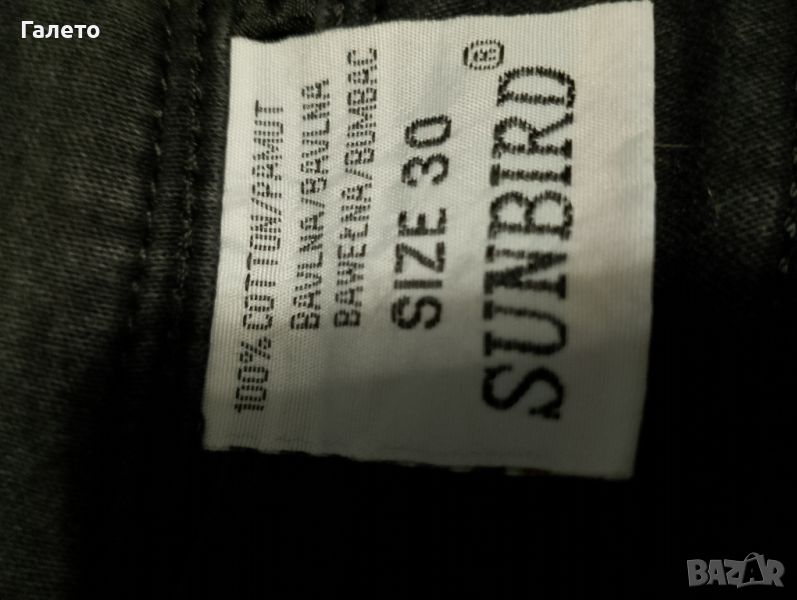 Галето
100% COTTON/PAMUT
BAVLNA/BAVLNA
BAWEŁNA/BUMBAC
SIZE 30
SUNBIRD®
BAZAR